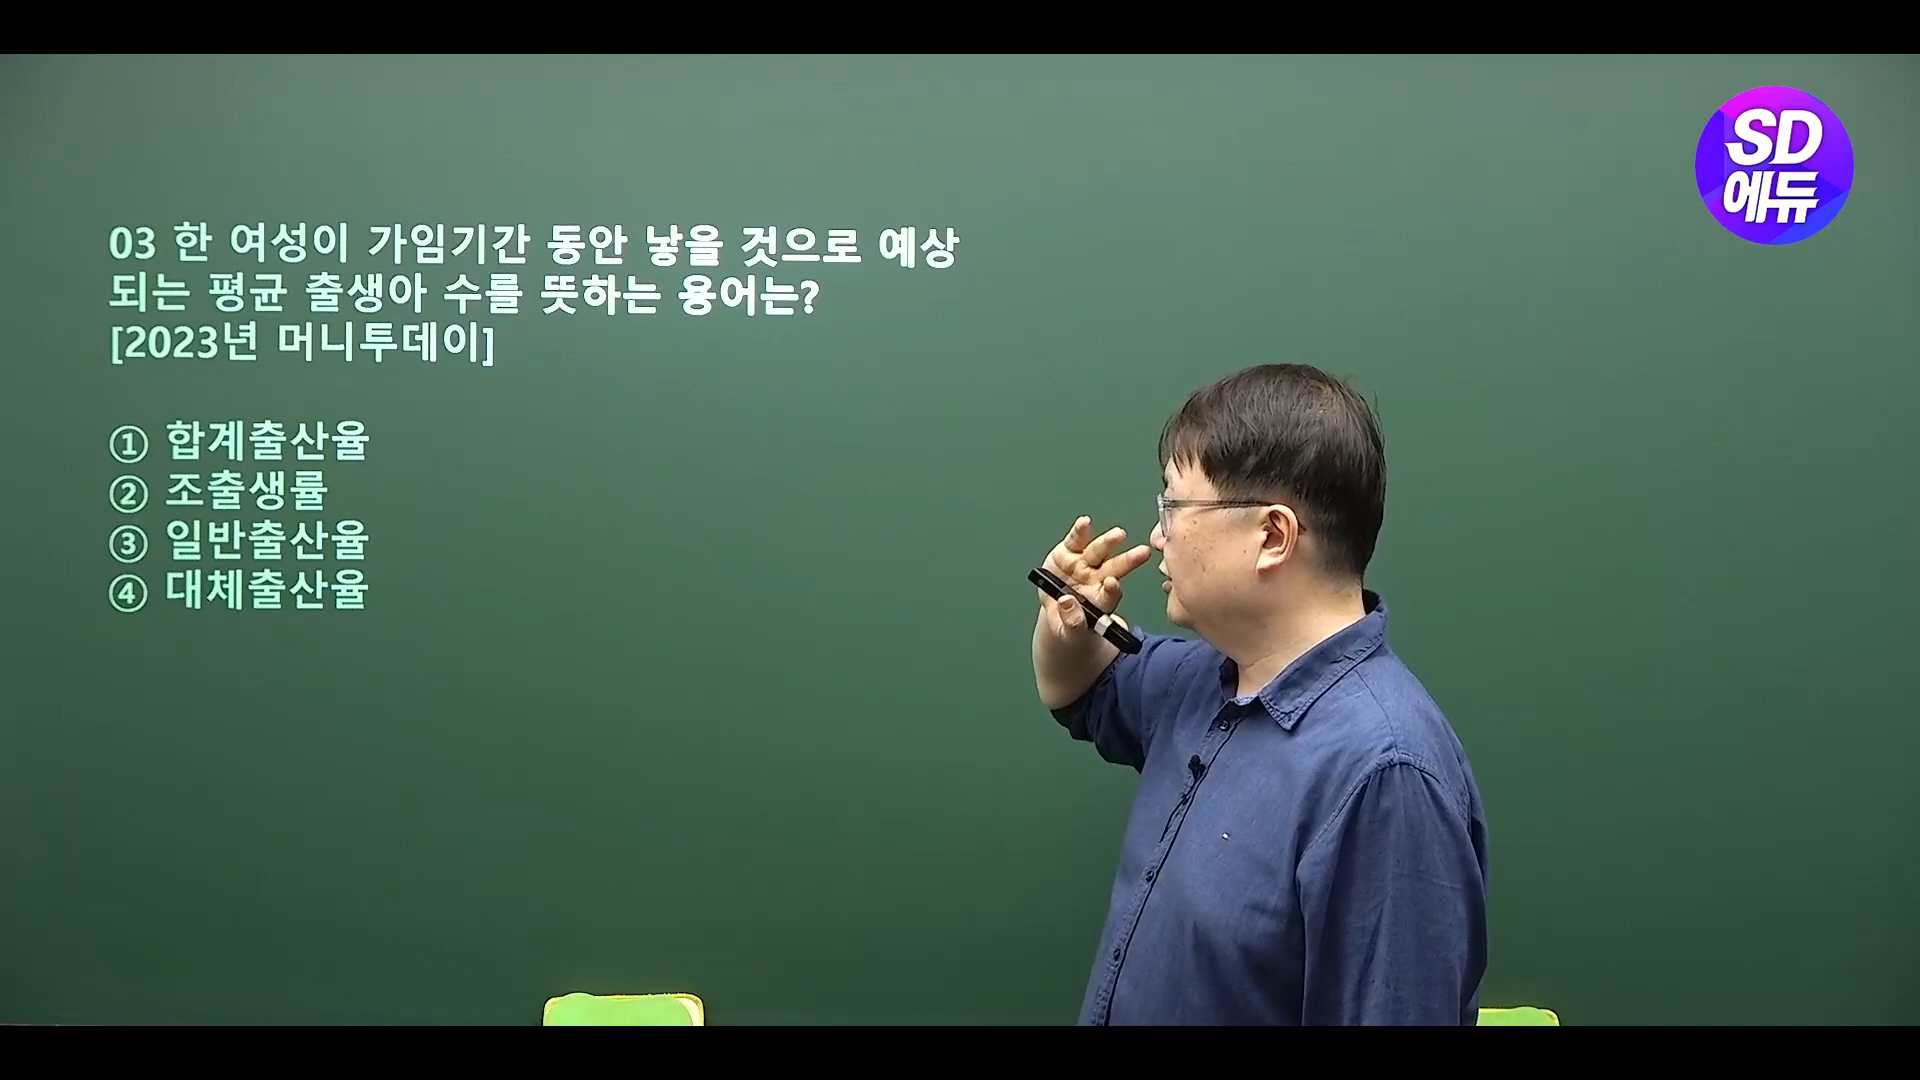 SD
에듀
03 한 여성이 가임기간 동안 낳을 것으로 예상
되는 평균 출생아 수를 뜻하는 용어는?
[2023년 머니투데이]
① 합계출산율
② 조출생률
③ 일반출산율
④ 대체출산율